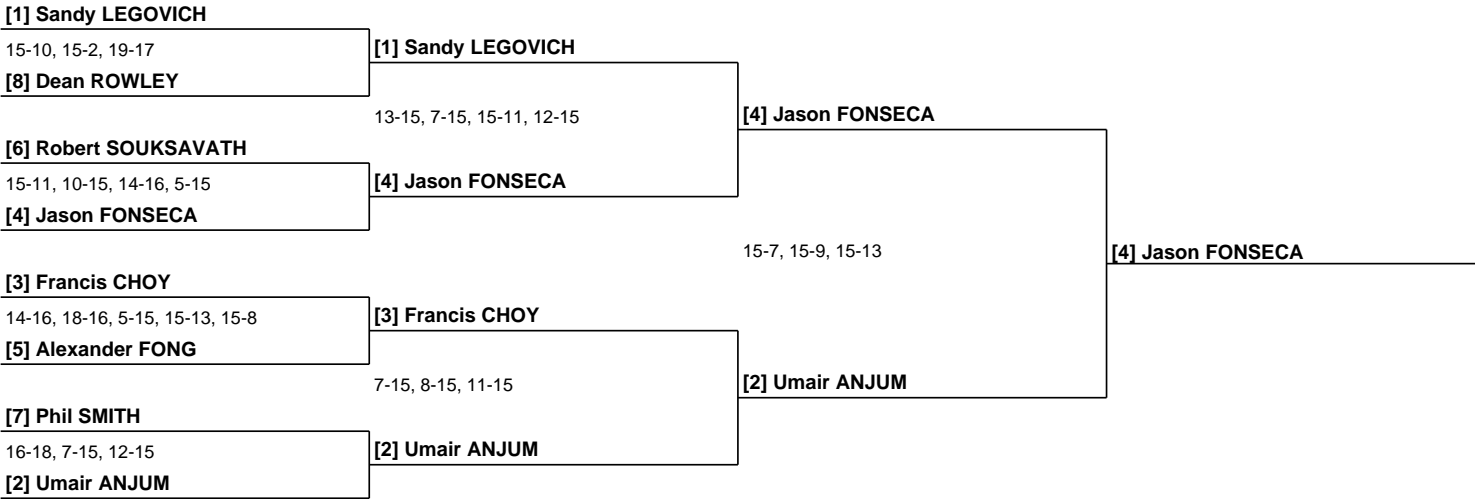 [1] Sandy LEGOVICH
15-10, 15-2, 19-17
[1] Sandy LEGOVICH
[8] Dean ROWLEY
13-15, 7-15, 15-11, 12-15
[4] Jason FONSECA
[6] Robert SOUKSAVATH
15-11, 10-15, 14-16, 5-15
[4] Jason FONSECA
[4] Jason FONSECA
15-7, 15-9, 15-13
[4] Jason FONSECA
[3] Francis CHOY
14-16, 18-16, 5-15, 15-13, 15-8
[3] Francis CHOY
[5] Alexander FONG
7-15, 8-15, 11-15
[2] Umair ANJUM
[7] Phil SMITH
16-18, 7-15, 12-15
[2] Umair ANJUM
[2] Umair ANJUM